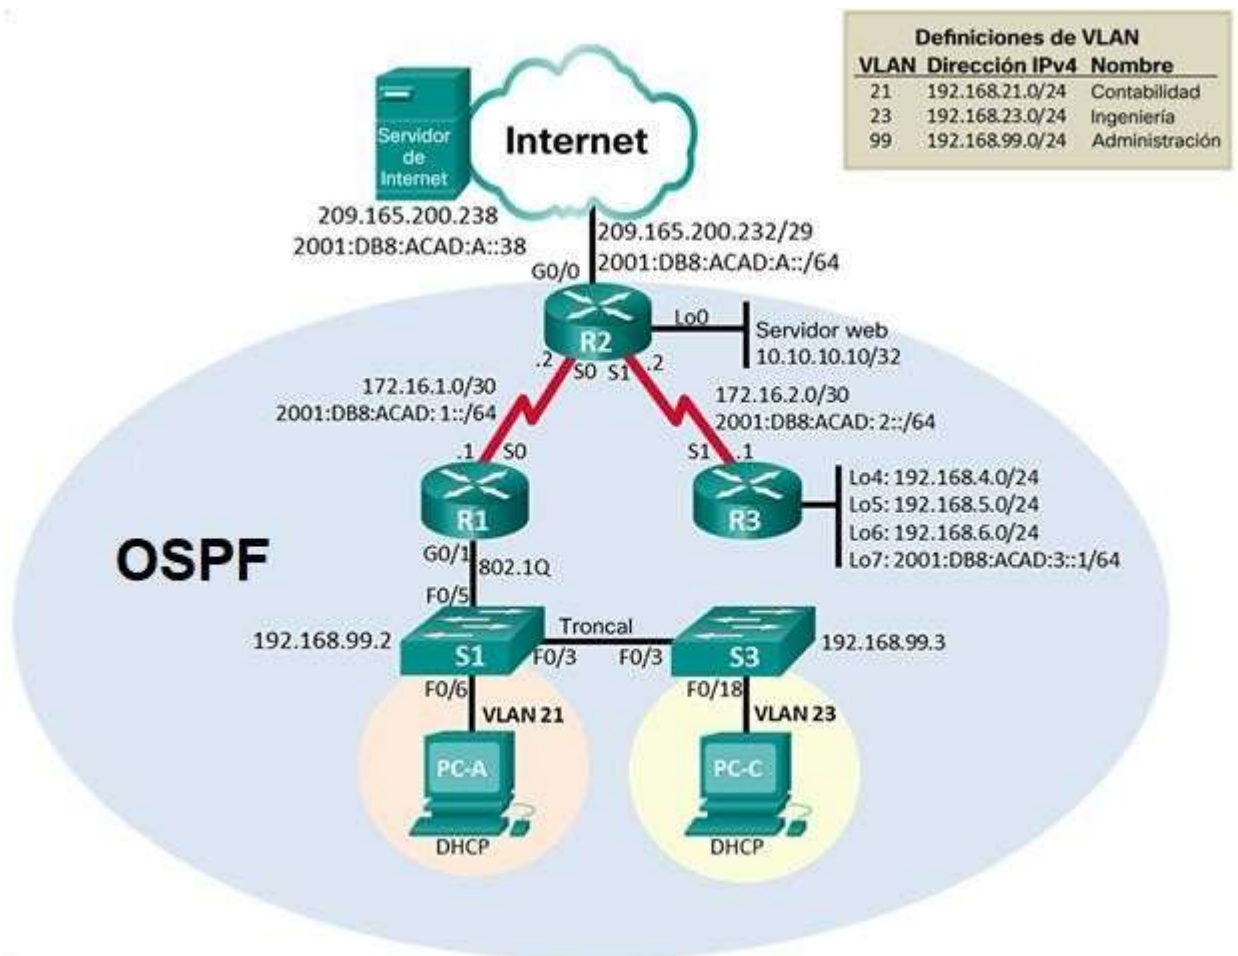 Definiciones de VLAN
VLAN Dirección IPv4 Nombre
21 192.168.21.0/24 Contabilidad
23 192.168.23.0/24 Ingeniería
99 192.168.99.0/24 Administración
Servidor
de
Internet
Internet
209.165.200.238
2001:DB8:ACAD:A::38
209.165.200.232/29
2001:DB8:ACAD:A::/64
G0/0
R2
Lo0
Servidor web
10.10.10.10/32
.2
S0
S1
.2
172.16.1.0/30
2001:DB8:ACAD: 1::/64
172.16.2.0/30
2001:DB8:ACAD: 2::/64
.1
S0
S1
.1
R1
R3
Lo4: 192.168.4.0/24
Lo5: 192.168.5.0/24
Lo6: 192.168.6.0/24
Lo7: 2001:DB8:ACAD:3::1/64
OSPF
G0/1
802.1Q
F0/5
192.168.99.2
S1
Troncal
F0/3
F0/3
S3
192.168.99.3
F0/6
VLAN 21
F0/18
VLAN 23
PC-A
PC-C
DHCP
DHCP